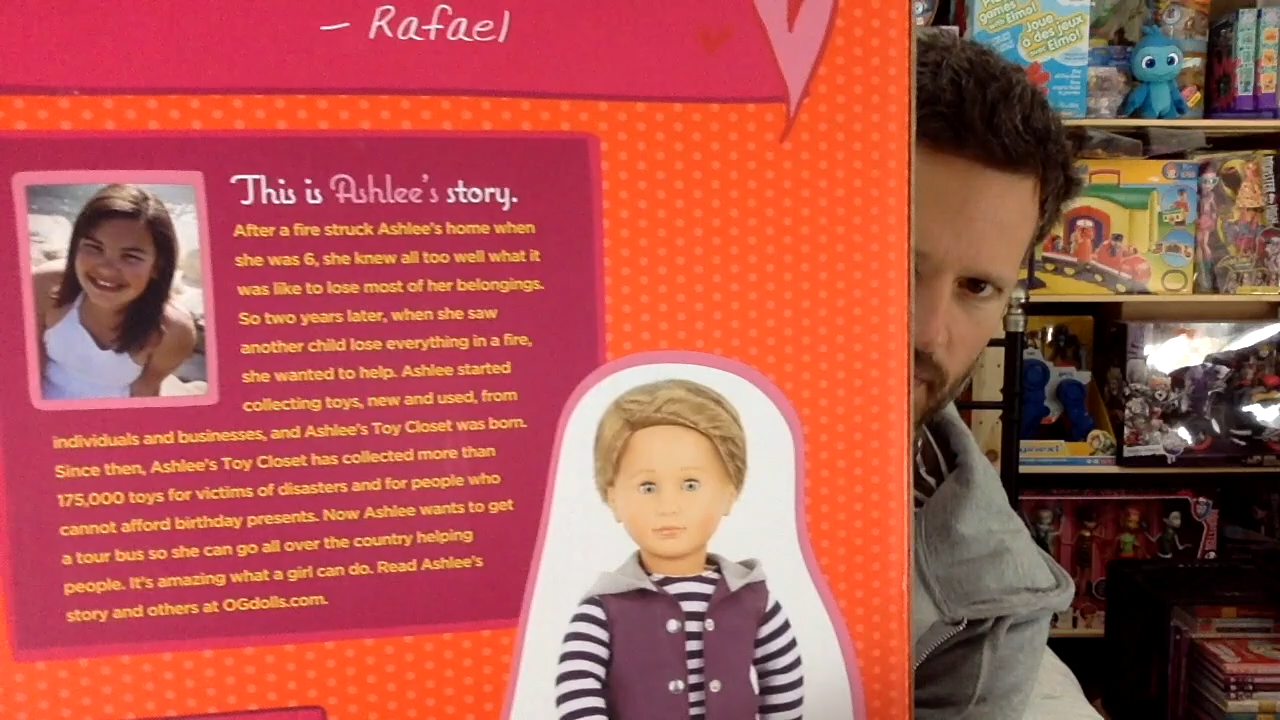 – Rafael
This is Ashlee's story.
After a fire struck Ashlee's home when
she was 6, she knew all too well what it
was like to lose most of her belongings.
So two years later, when she saw
another child lose everything in a fire,
she wanted to help. Ashlee started
collecting toys, new and used, from
individuals and businesses, and Ashlee's Toy Closet was born.
Since then, Ashlee's Toy Closet has collected more than
175,000 toys for victims of disasters and for people who
cannot afford birthday presents. Now Ashlee wants to get
a tour bus so she can go all over the country helping
people. It's amazing what a girl can do. Read Ashlee's
story and others at OGdolls.com.
games
with Elmo!
Joue
à des jeux
Elmo!